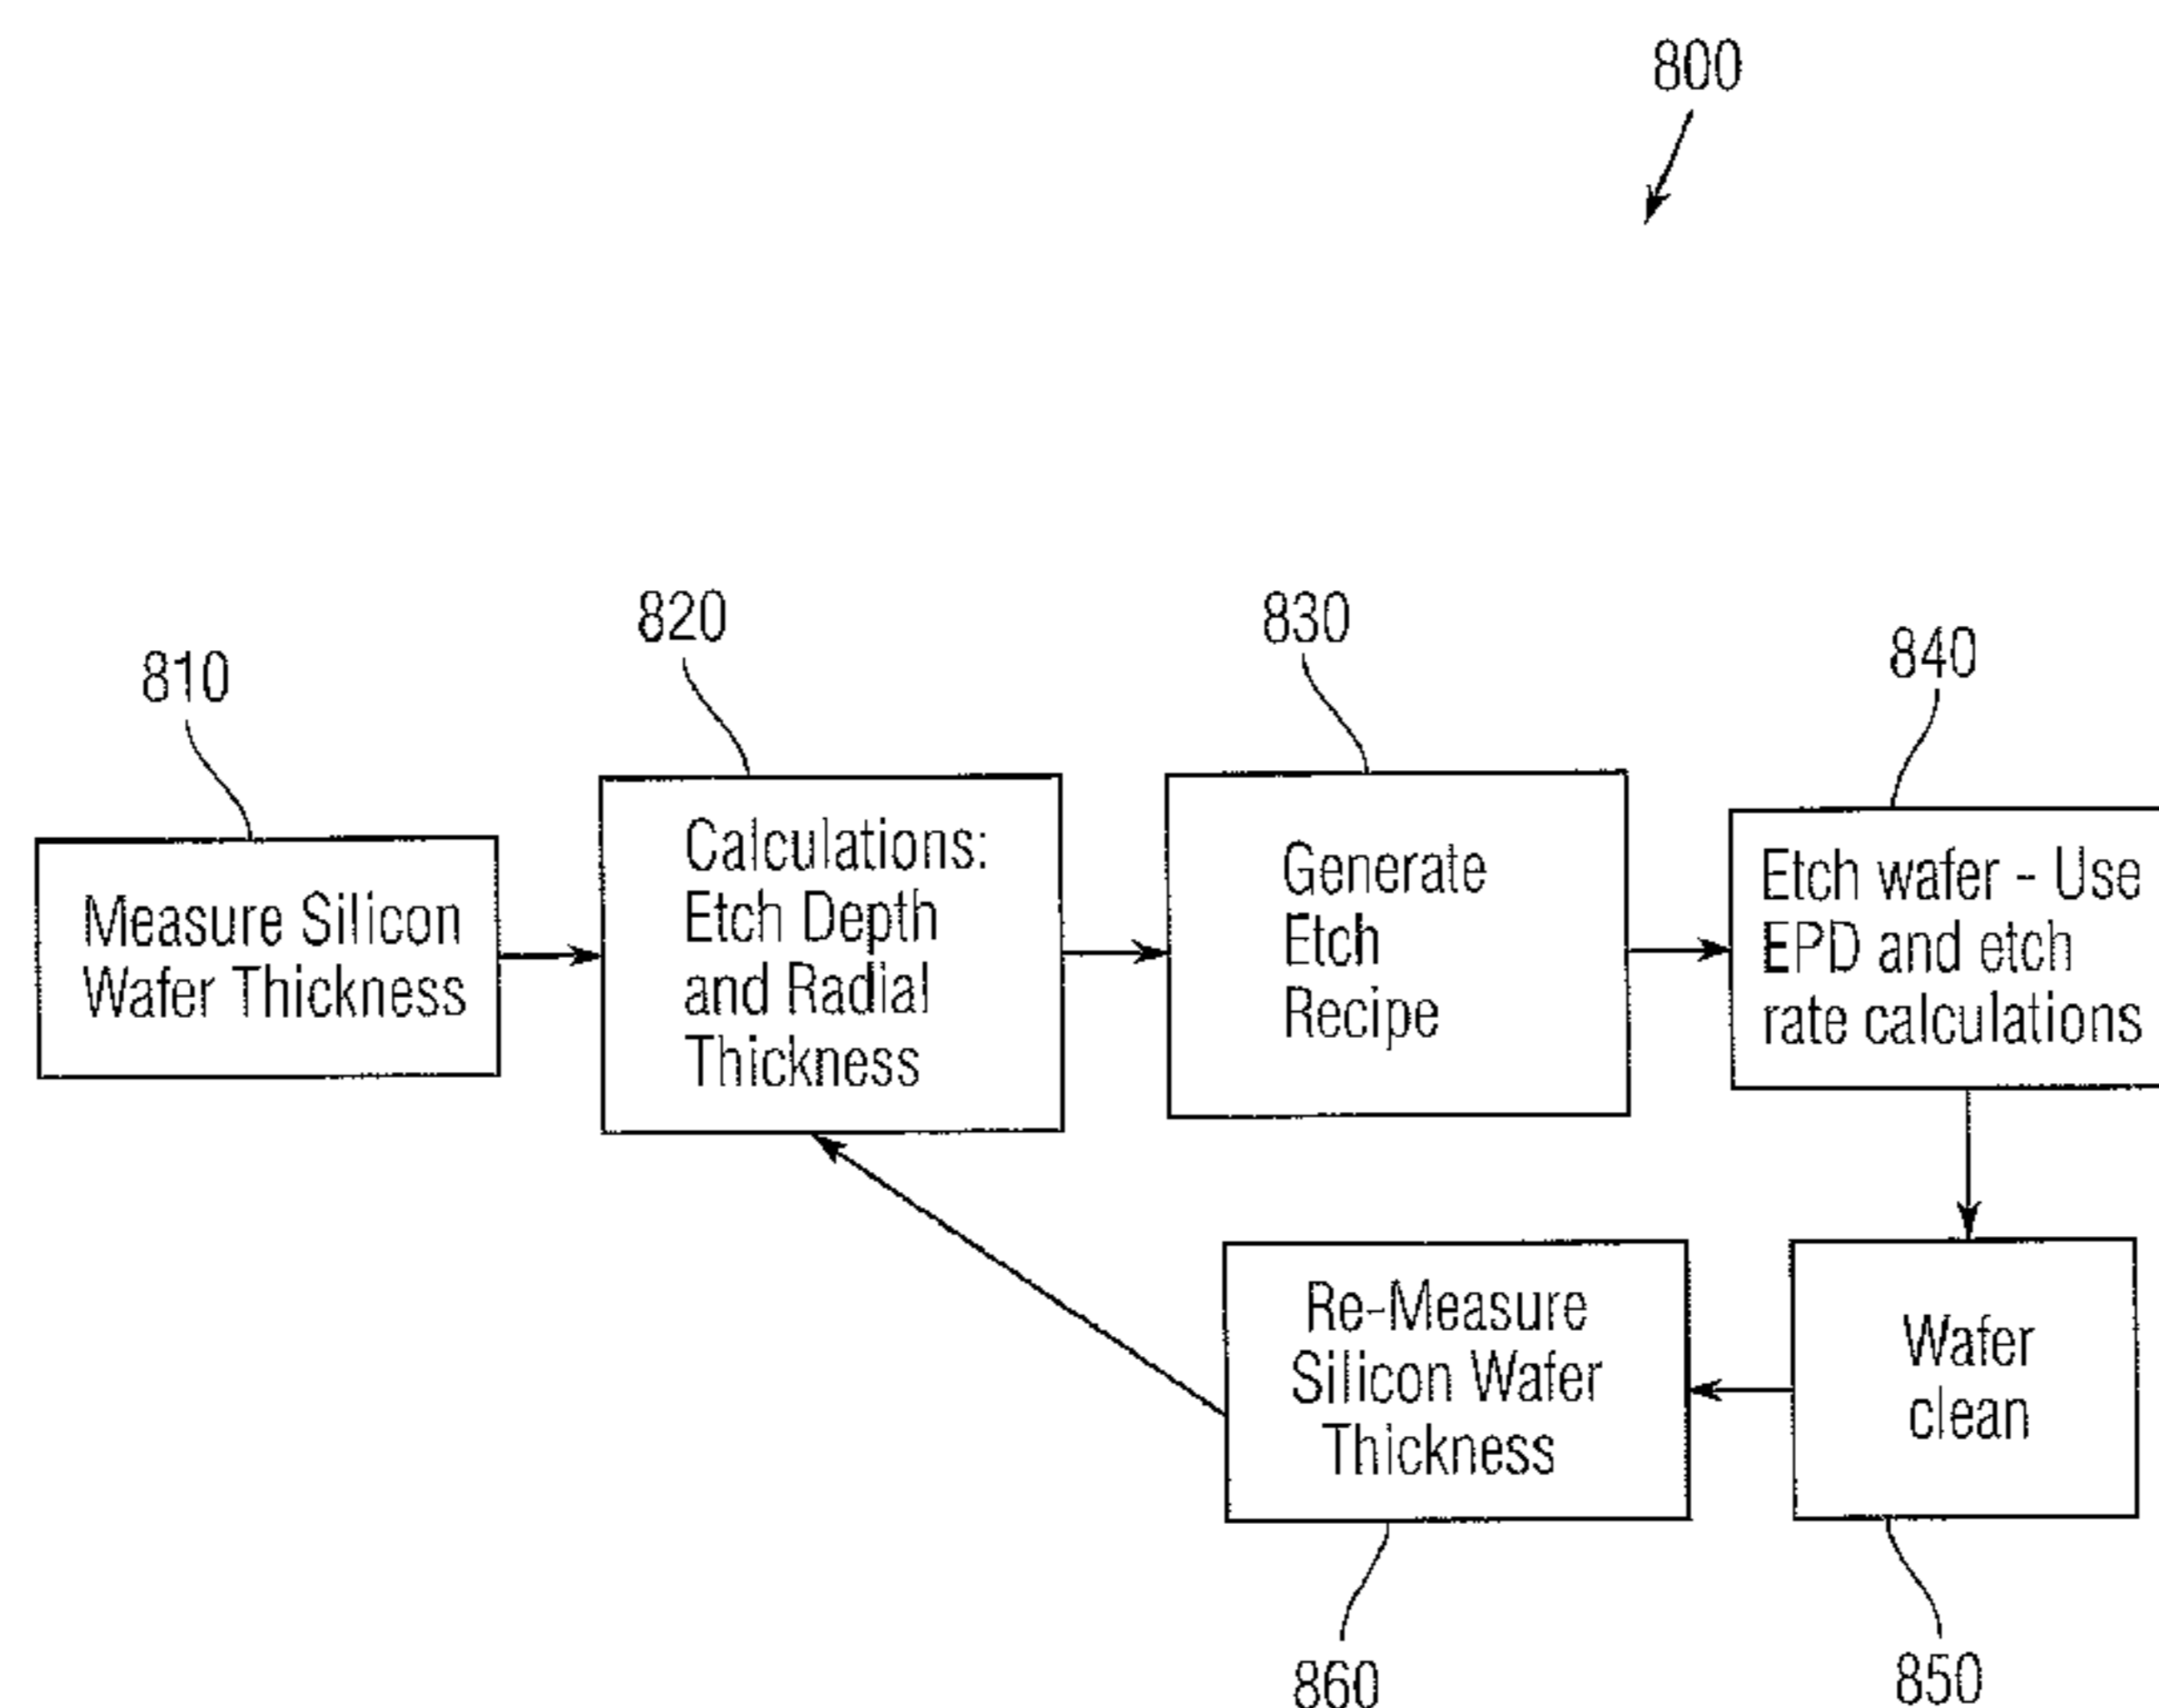 800
810
Measure Silicon
Wafer Thickness
820
Calculations:
Etch Depth
and Radial
Thickness
830
Generate
Etch
Recipe
840
Etch wafer - Use
EPD and etch
rate calculations
Wafer
clean
850
Re-Measure
Silicon Wafer
Thickness
860